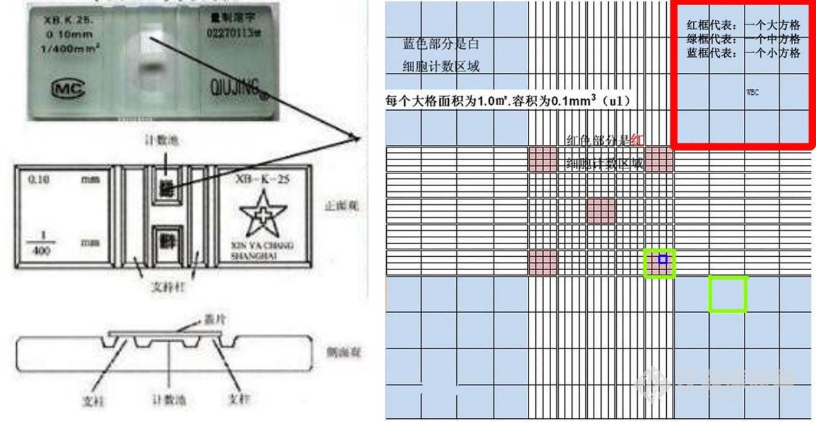 XB.K.25.
0.10mm
1/400mm²
量制溶字
02270113号
MC
QIUJING
®
计数池
0.10 mm
1/400 mm
XB-K-25
XIN YA CHANG
SHANGHAI
正面观
支持柱
盖片
侧面观
支柱
计数池
支柱
蓝色部分是白
细胞计数区域
红框代表：一个大方格
绿框代表：一个中方格
蓝框代表：一个小方格
WBC
每个大格面积为1.0㎡.容积为0.1mm³（ul）
红色部分是红
细胞计数区域